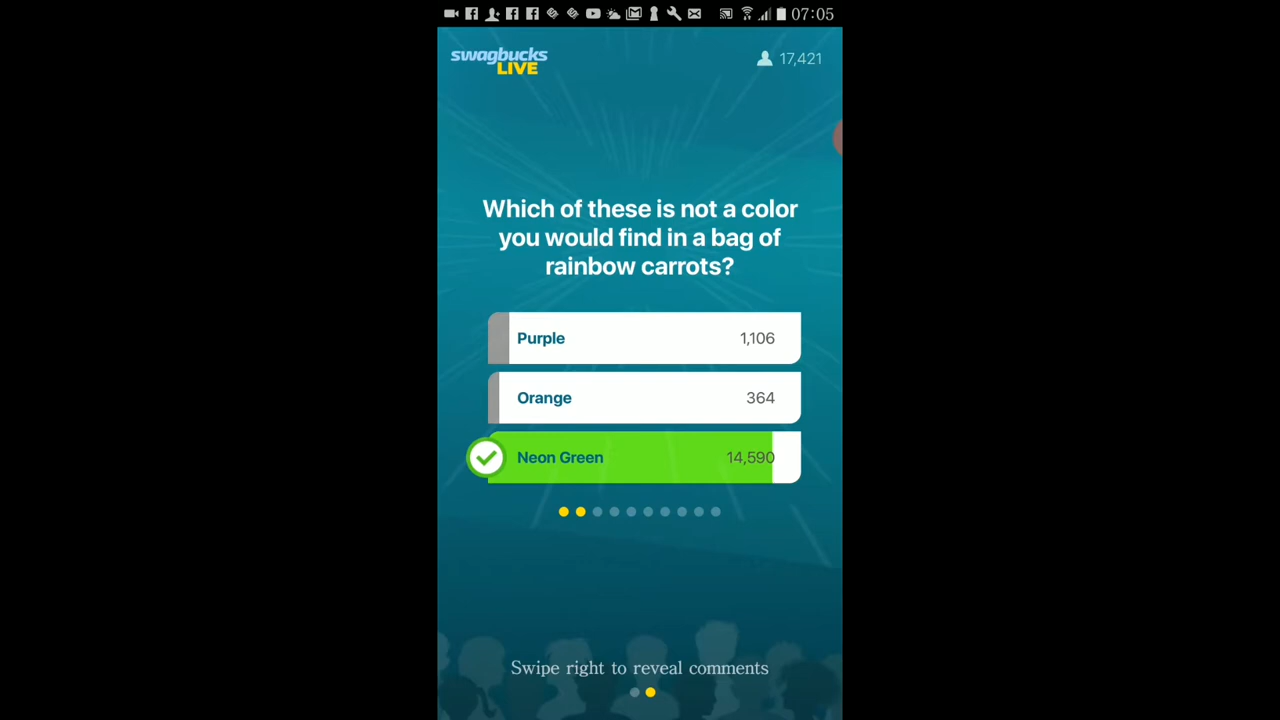 07:05
swagbucks
LIVE
17,421
Which of these is not a color
you would find in a bag of
rainbow carrots?
Purple 1,106
Orange 364
Neon Green 14,590
Swipe right to reveal comments